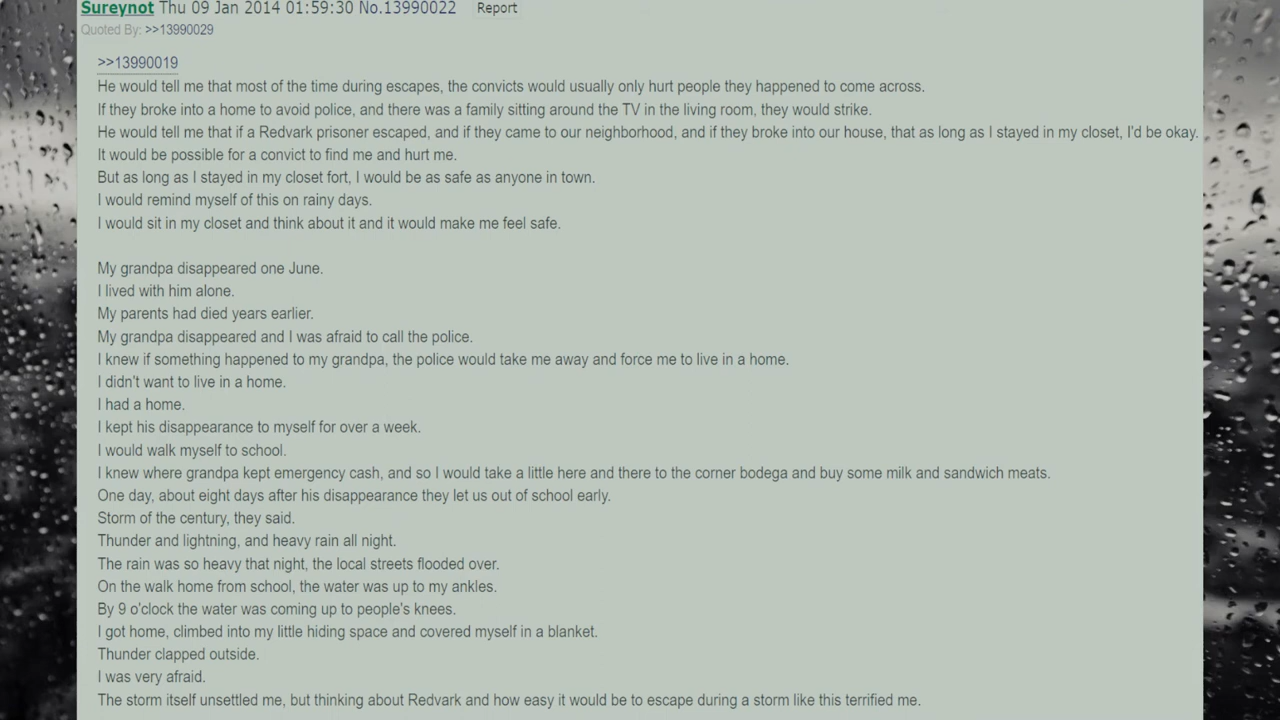 Sureynot Thu 09 Jan 2014 01:59:30 No.13990022 Report
Quoted By: >>13990029
>>13990019
He would tell me that most of the time during escapes, the convicts would usually only hurt people they happened to come across.
If they broke into a home to avoid police, and there was a family sitting around the TV in the living room, they would strike.
He would tell me that if a Redvark prisoner escaped, and if they came to our neighborhood, and if they broke into our house, that as long as I stayed in my closet, I'd be okay.
It would be possible for a convict to find me and hurt me.
But as long as I stayed in my closet fort, I would be as safe as anyone in town.
I would remind myself of this on rainy days.
I would sit in my closet and think about it and it would make me feel safe.
My grandpa disappeared one June.
I lived with him alone.
My parents had died years earlier.
My grandpa disappeared and I was afraid to call the police.
I knew if something happened to my grandpa, the police would take me away and force me to live in a home.
I didn't want to live in a home.
I had a home.
I kept his disappearance to myself for over a week.
I would walk myself to school.
I knew where grandpa kept emergency cash, and so I would take a little here and there to the corner bodega and buy some milk and sandwich meats.
One day, about eight days after his disappearance they let us out of school early.
Storm of the century, they said.
Thunder and lightning, and heavy rain all night.
The rain was so heavy that night, the local streets flooded over.
On the walk home from school, the water was up to my ankles.
By 9 o'clock the water was coming up to people's knees.
I got home, climbed into my little hiding space and covered myself in a blanket.
Thunder clapped outside.
I was very afraid.
The storm itself unsettled me, but thinking about Redvark and how easy it would be to escape during a storm like this terrified me.